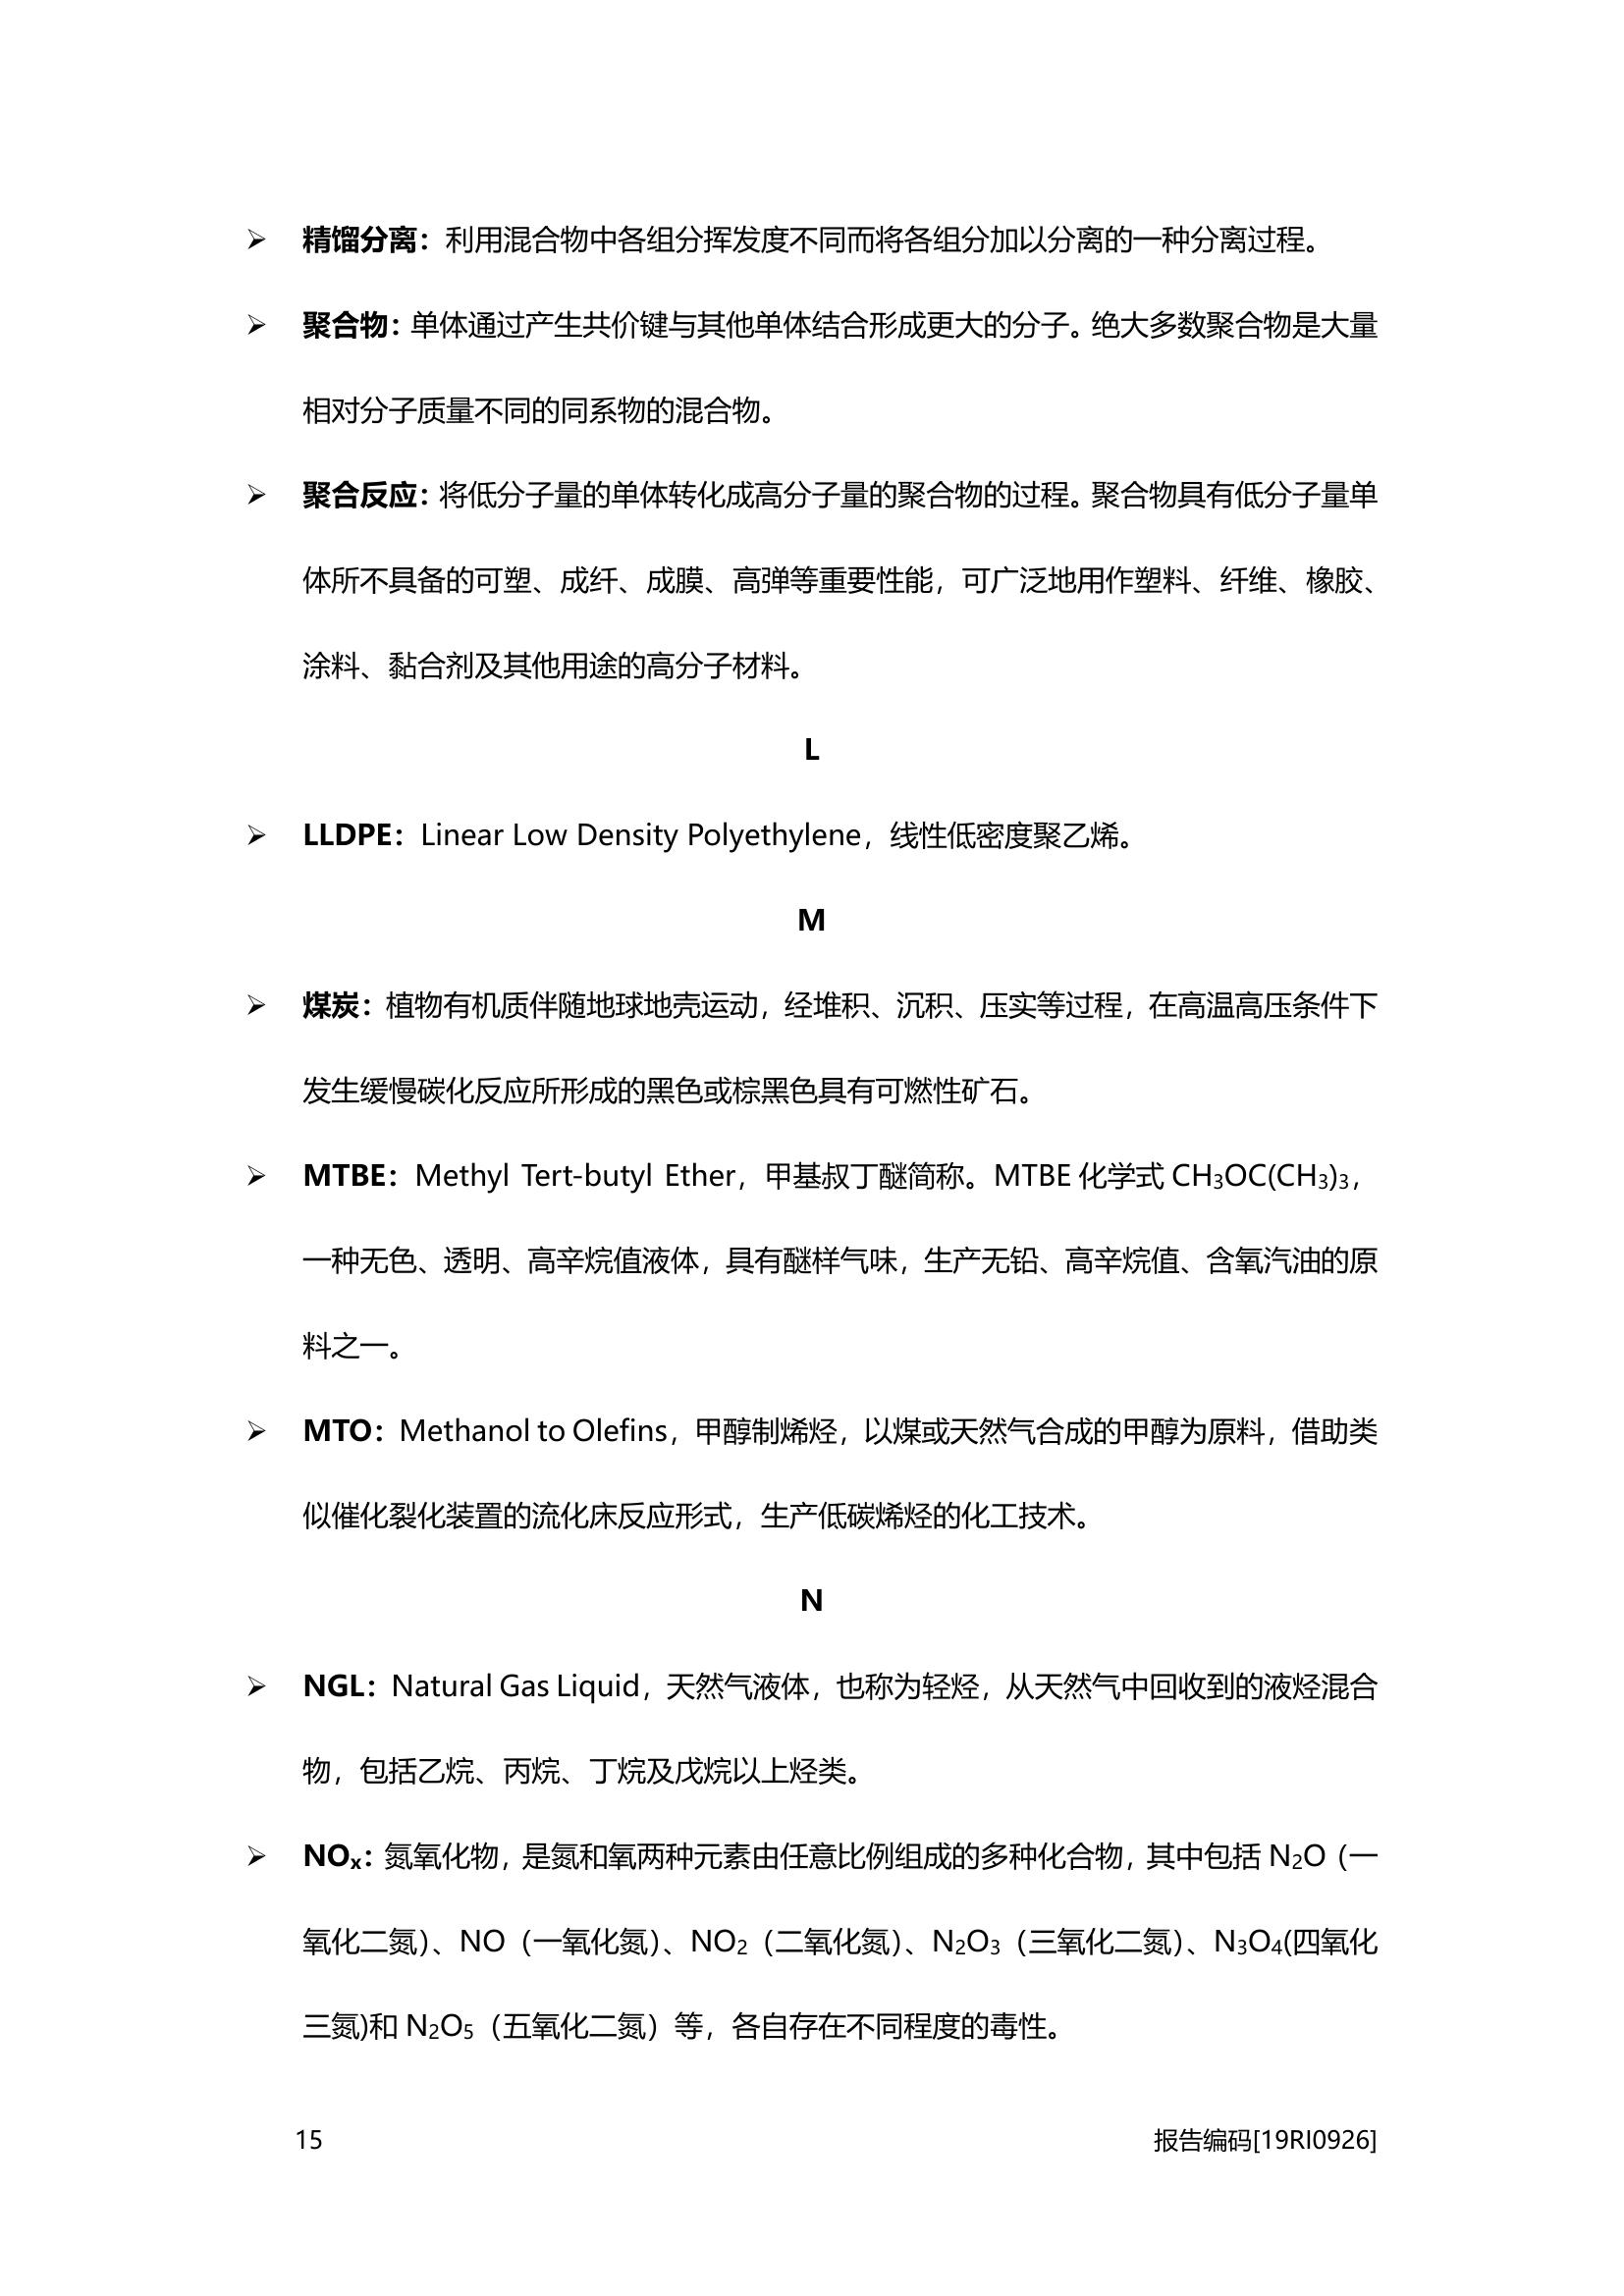 ➢ 精馏分离：利用混合物中各组分挥发度不同而将各组分加以分离的一种分离过程。
➢ 聚合物：单体通过产生共价键与其他单体结合形成更大的分子。绝大多数聚合物是大量
相对分子质量不同的同系物的混合物。
➢ 聚合反应：将低分子量的单体转化成高分子量的聚合物的过程。聚合物具有低分子量单
体所不具备的可塑、成纤、成膜、高弹等重要性能，可广泛地用作塑料、纤维、橡胶、
涂料、黏合剂及其他用途的高分子材料。
L
➢ LLDPE：Linear Low Density Polyethylene，线性低密度聚乙烯。
M
➢ 煤炭：植物有机质伴随地球地壳运动，经堆积、沉积、压实等过程，在高温高压条件下
发生缓慢碳化反应所形成的黑色或棕黑色具有可燃性矿石。
➢ MTBE：Methyl Tert-butyl Ether，甲基叔丁醚简称。MTBE 化学式 CH₃OC(CH₃)₃，
一种无色、透明、高辛烷值液体，具有醚样气味，生产无铅、高辛烷值、含氧汽油的原
料之一。
➢ MTO：Methanol to Olefins，甲醇制烯烃，以煤或天然气合成的甲醇为原料，借助类
似催化裂化装置的流化床反应形式，生产低碳烯烃的化工技术。
N
➢ NGL：Natural Gas Liquid，天然气液体，也称为轻烃，从天然气中回收到的液烃混合
物，包括乙烷、丙烷、丁烷及戊烷以上烃类。
➢ NOₓ：氮氧化物，是氮和氧两种元素由任意比例组成的多种化合物，其中包括 N₂O（一
氧化二氮）、NO（一氧化氮）、NO₂（二氧化氮）、N₂O₃（三氧化二氮）、N₃O₄(四氧化
三氮)和 N₂O₅（五氧化二氮）等，各自存在不同程度的毒性。
15 报告编码[19RI0926]